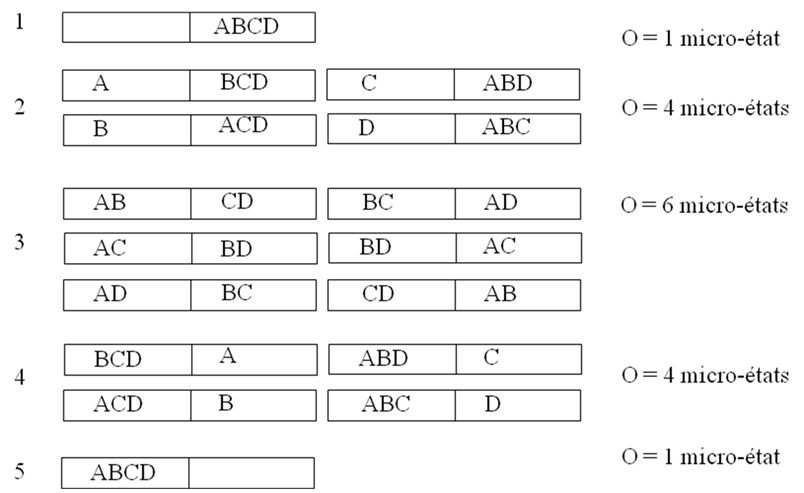 1 ABCD O = 1 micro-état
A BCD C ABD
2 O = 4 micro-états
B ACD D ABC
AB CD BC AD O = 6 micro-états
3 AC BD BD AC
AD BC CD AB
BCD A ABD C
4 O = 4 micro-états
ACD B ABC D
5 ABCD O = 1 micro-état